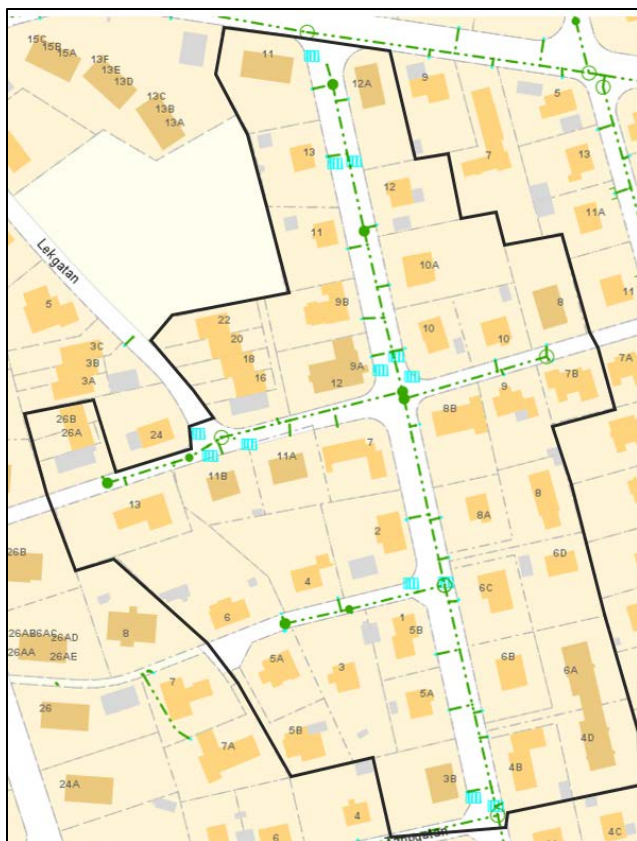 15C
15B
15A
13F
13E
13D
13C
13B
13A
11
12A
9
7
5
13
13
12
11A
11
10A
8
11
Lekgatan
5
22
20
18
16
9B
9A
12
10
10
9
7B
7A
3C
3B
3A
26B
26A
24
8B
7
11A
11B
13
8A
8
2
6D
26B
4
6C
6
8
26AC
26AD
26AA
26AE
1
5B
5A
3
6B
6A
7
5A
26
7A
5B
4D
4B
24A
3B
4
6
4C